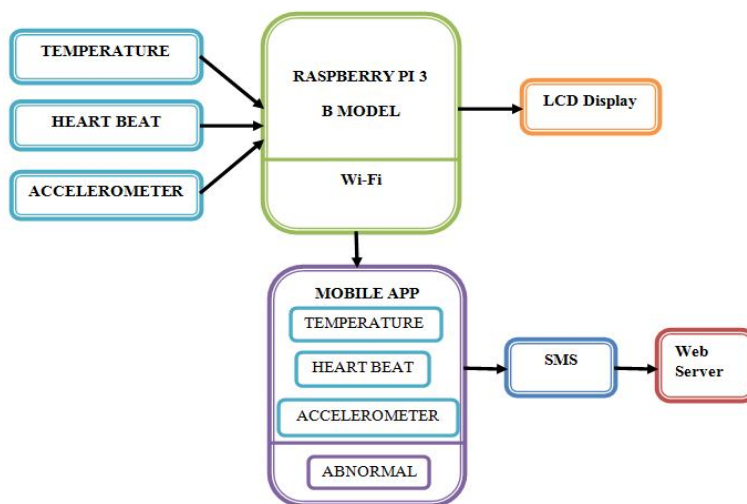 TEMPERATURE
HEART BEAT
ACCELEROMETER
RASPBERRY PI 3
B MODEL
Wi-Fi
LCD Display
MOBILE APP
TEMPERATURE
HEART BEAT
ACCELEROMETER
ABNORMAL
SMS
Web
Server